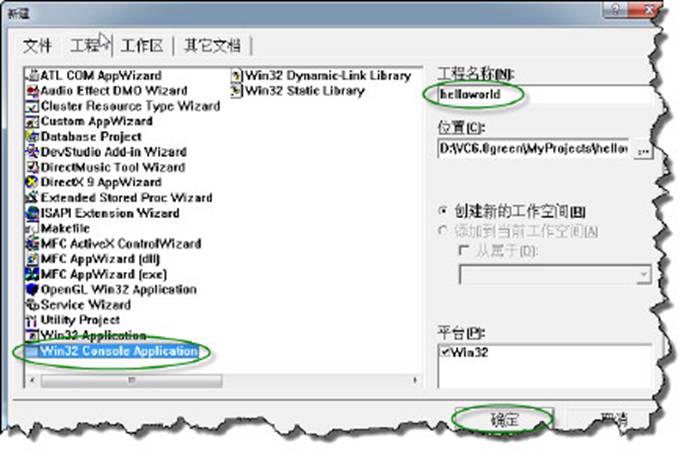 新建
文件 工程 工作区 其它文档
ATL COM AppWizard
Audio Effect DMO Wizard
Cluster Resource Type Wizard
Custom AppWizard
Database Project
DevStudio Add-in Wizard
DirectMusic Tool Wizard
DirectX 9 AppWizard
Extended Stored Proc Wizard
ISAPI Extension Wizard
Makefile
MFC ActiveX ControlWizard
MFC AppWizard (dll)
MFC AppWizard (exe)
OpenGL Win32 Application
Service Wizard
Utility Project
Win32 Application
Win32 Console Application
Win32 Dynamic-Link Library
Win32 Static Library
工程名称(N):
helloworld
位置(C):
D:\VC6.0green\MyProjects\hellow
...
创建新的工作空间(R)
添加到当前工作空间(A)
从属于(D):
平台(P):
Win32
确定
取消